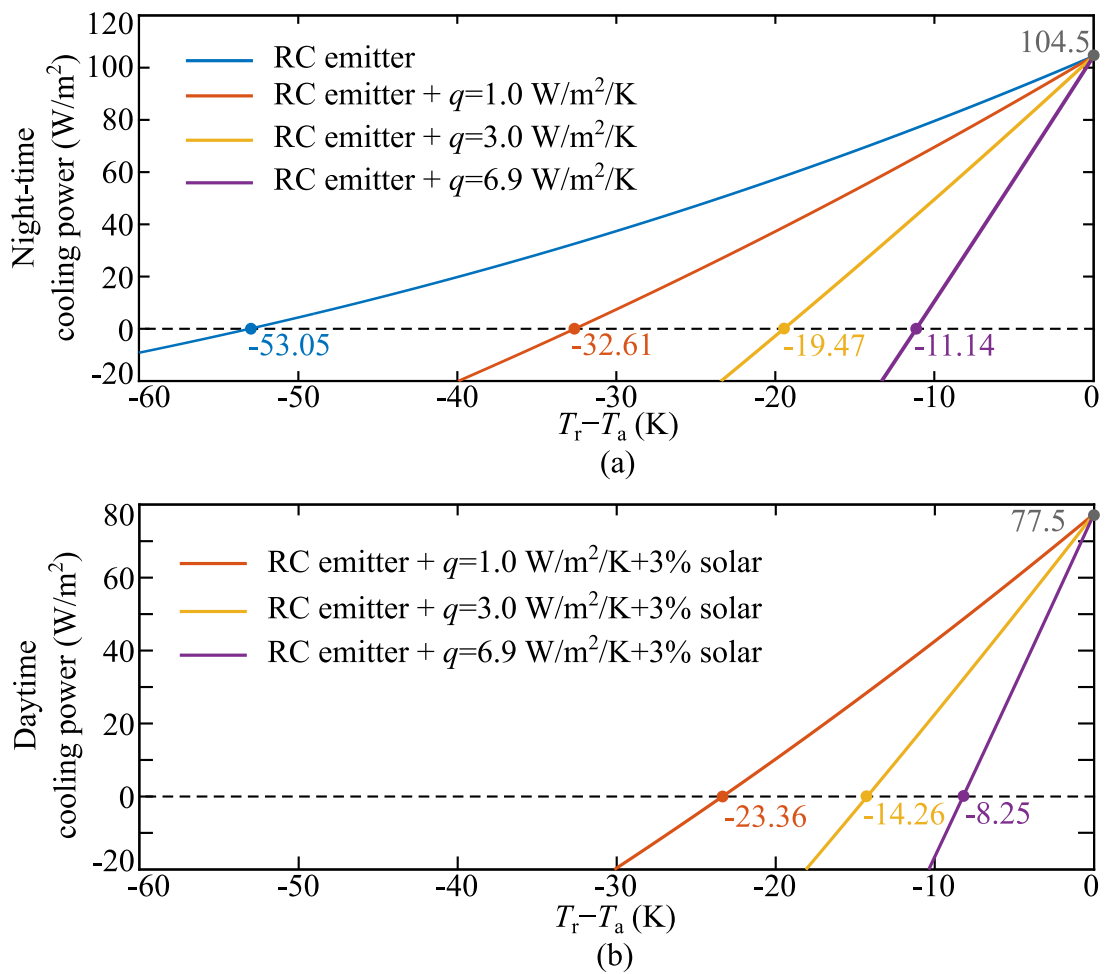 120
100
80
60
40
20
0
-20
Night-time
cooling power (W/m²)
RC emitter
RC emitter + q=1.0 W/m²/K
RC emitter + q=3.0 W/m²/K
RC emitter + q=6.9 W/m²/K
104.5
-53.05
-32.61
-19.47
-11.14
-60 -50 -40 -30 -20 -10 0
Tr−Ta (K)
(a)
80
60
40
20
0
-20
Daytime
cooling power (W/m²)
77.5
RC emitter + q=1.0 W/m²/K+3% solar
RC emitter + q=3.0 W/m²/K+3% solar
RC emitter + q=6.9 W/m²/K+3% solar
-23.36
-14.26
-8.25
-60 -50 -40 -30 -20 -10 0
Tr−Ta (K)
(b)